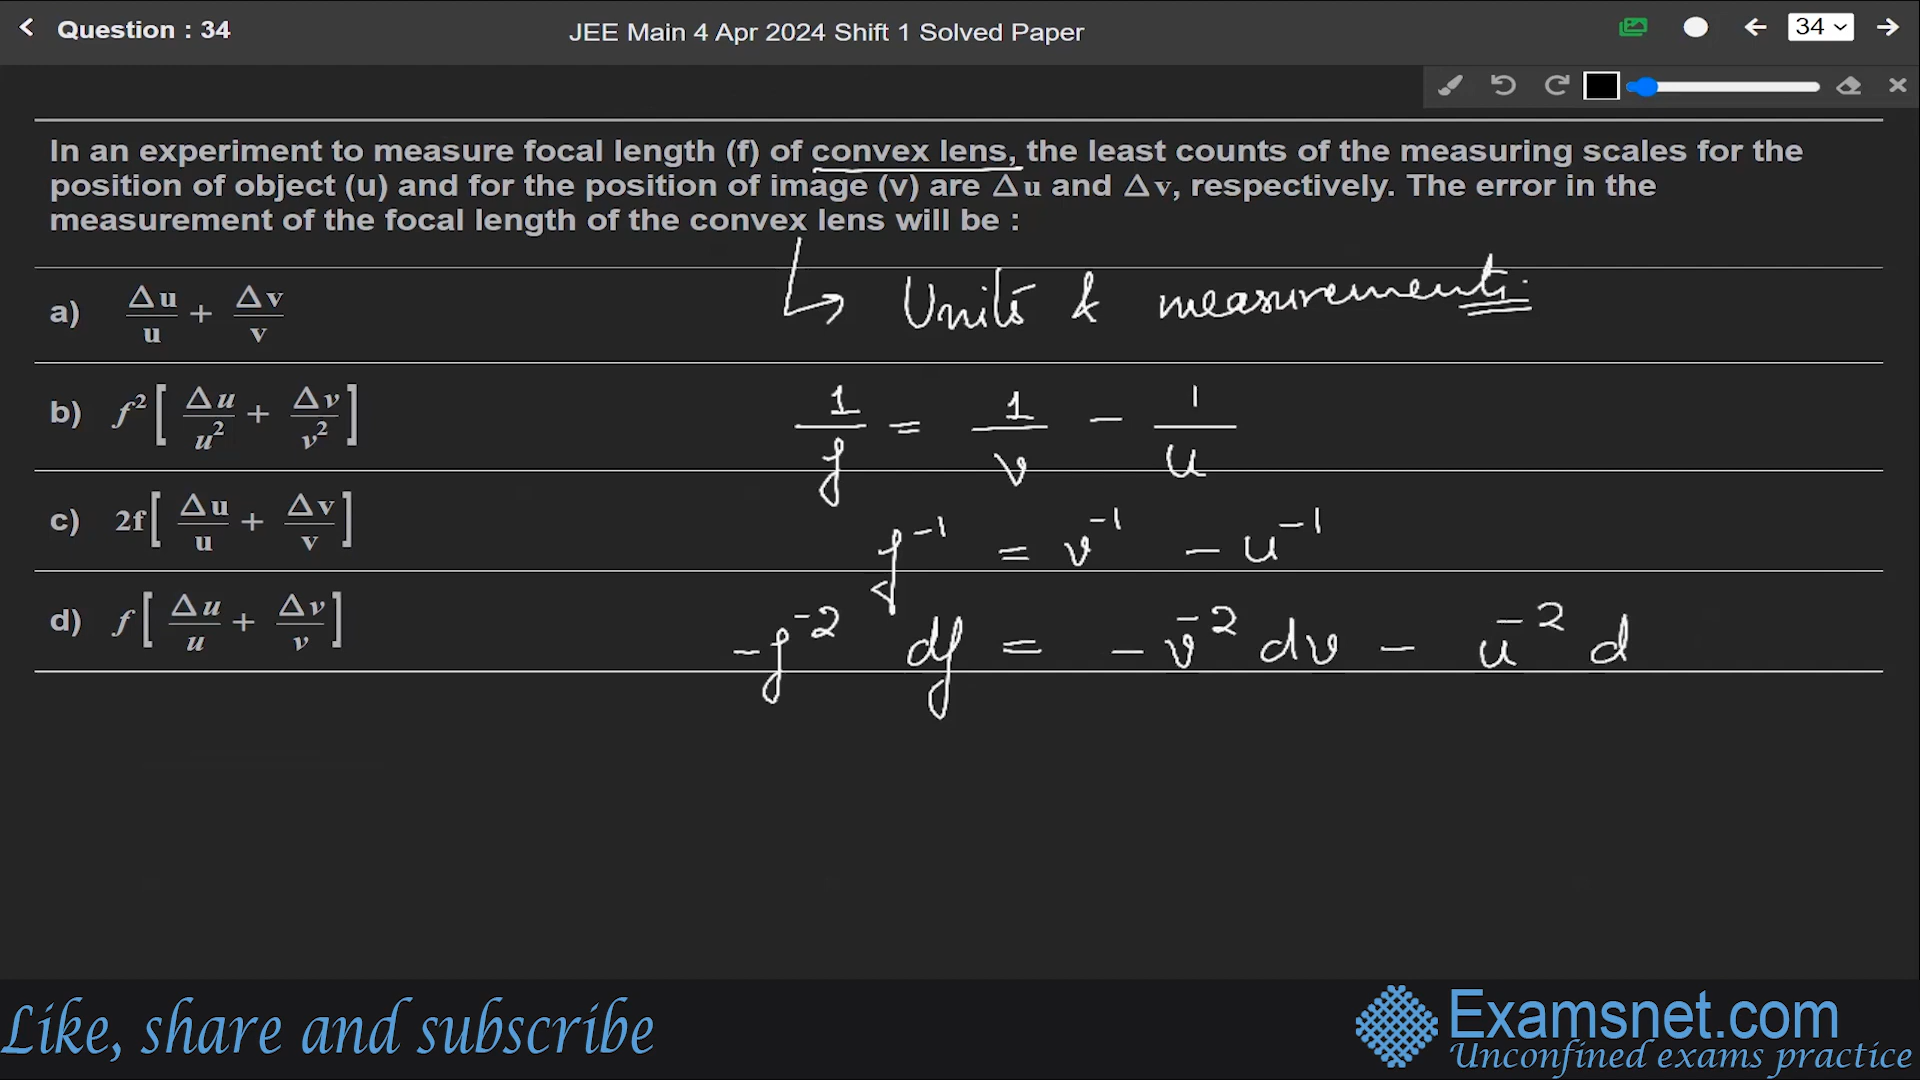 Question : 34
JEE Main 4 Apr 2024 Shift 1 Solved Paper
34
In an experiment to measure focal length (f) of convex lens, the least counts of the measuring scales for the
position of object (u) and for the position of image (v) are Δu and Δv, respectively. The error in the
measurement of the focal length of the convex lens will be :
a) Δu/u + Δv/v
Units & measurements.
b) f²[Δu/u² + Δv/v²]
1/f = 1/v − 1/u
c) 2f[Δu/u + Δv/v]
f⁻¹ = v⁻¹ − u⁻¹
d) f[Δu/u + Δv/v]
−f⁻² df = −v⁻² dv − u⁻² d
Like, share and subscribe
Examsnet.com
Unconfined exams practice